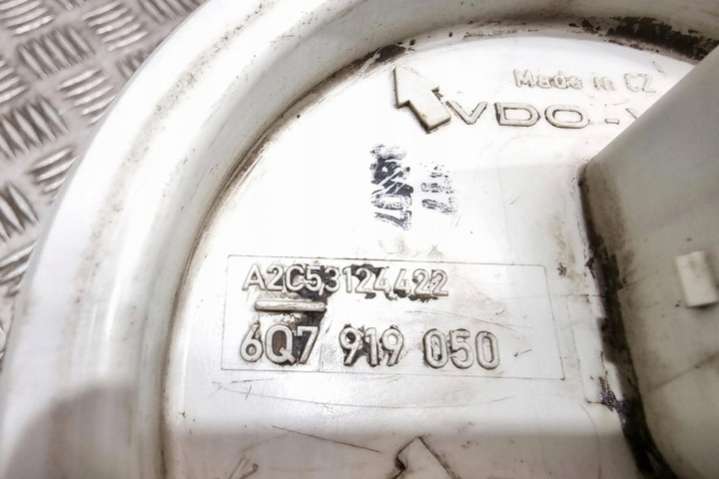 Made in CZ
VDO-
A2C53124422
6Q7 919 050